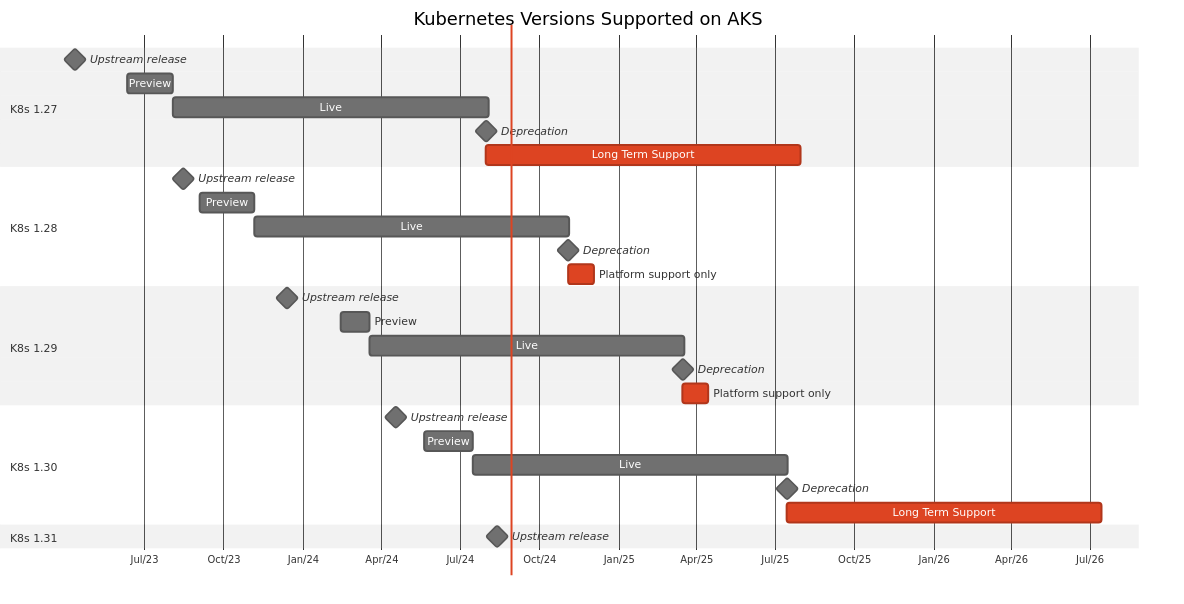 Kubernetes Versions Supported on AKS
Upstream release
Preview
K8s 1.27
Live
Deprecation
Long Term Support
Upstream release
Preview
K8s 1.28
Live
Deprecation
Platform support only
Upstream release
Preview
K8s 1.29
Live
Deprecation
Platform support only
Upstream release
Preview
K8s 1.30
Live
Deprecation
Long Term Support
K8s 1.31
Upstream release
Jul/23 Oct/23 Jan/24 Apr/24 Jul/24 Oct/24 Jan/25 Apr/25 Jul/25 Oct/25 Jan/26 Apr/26 Jul/26